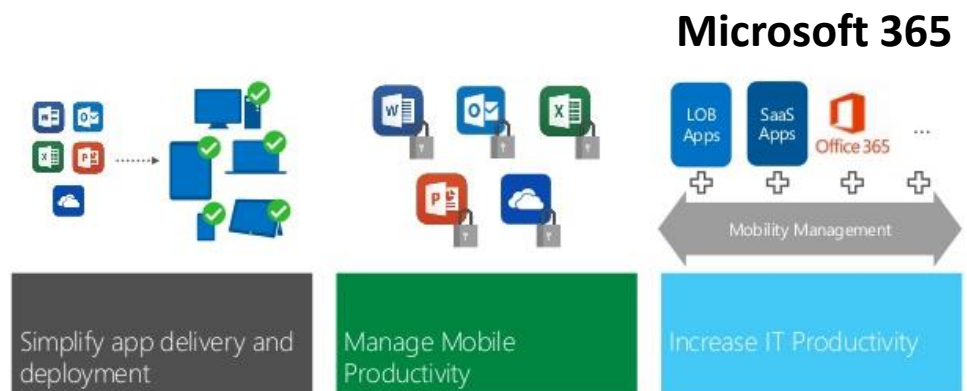 Microsoft 365
W
O
X
P
W
O
X
P
LOB
Apps
SaaS
Apps
Office 365
...
Mobility Management
Simplify app delivery and
deployment
Manage Mobile
Productivity
Increase IT Productivity